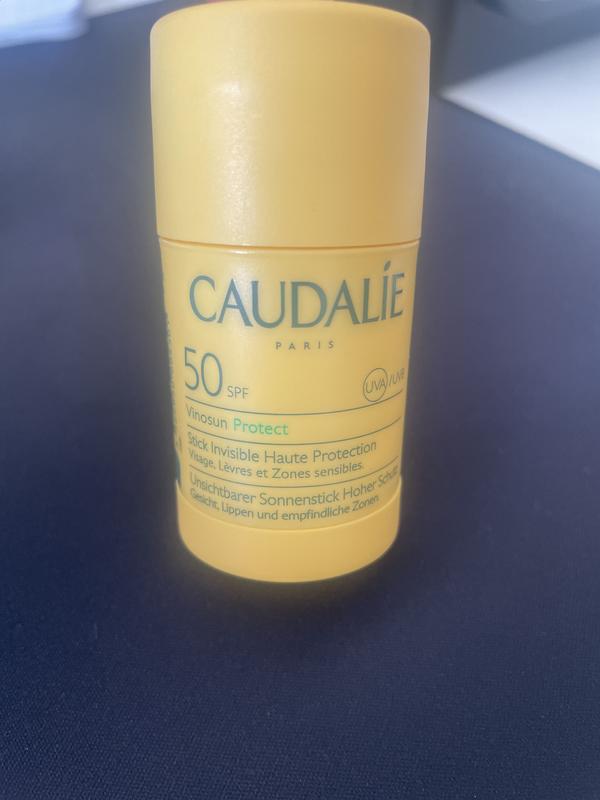 CAUDALÍE
PARIS
50 SPF
UVA/UVB
Vinosun Protect
Stick Invisible Haute Protection
Visage, Lèvres et Zones sensibles.
Unsichtbarer Sonnenstick Hoher Schutz
Gesicht, Lippen und empfindliche Zonen.